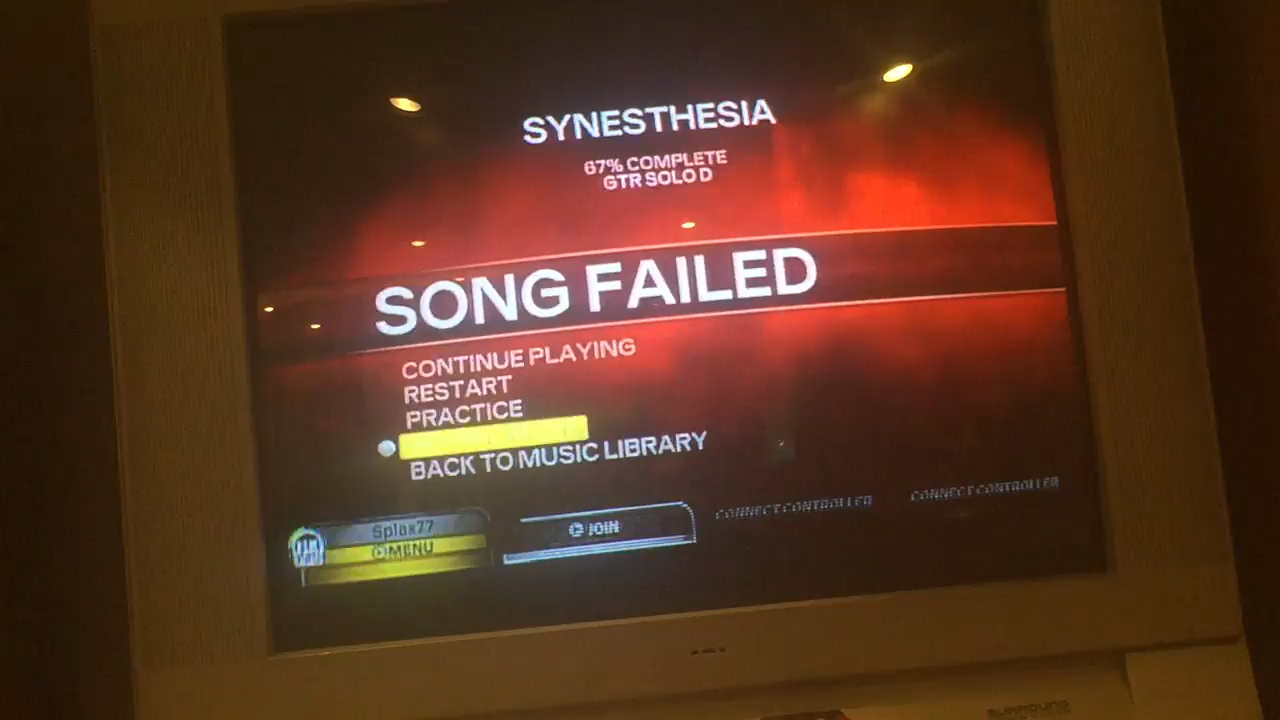 SYNESTHESIA
67% COMPLETE
GTR SOLO D
SONG FAILED
CONTINUE PLAYING
RESTART
PRACTICE
BACK TO MUSIC LIBRARY
Splax77
MENU
JOIN
CONNECT CONTROLLER
CONNECT CONTROLLER
SURROUND